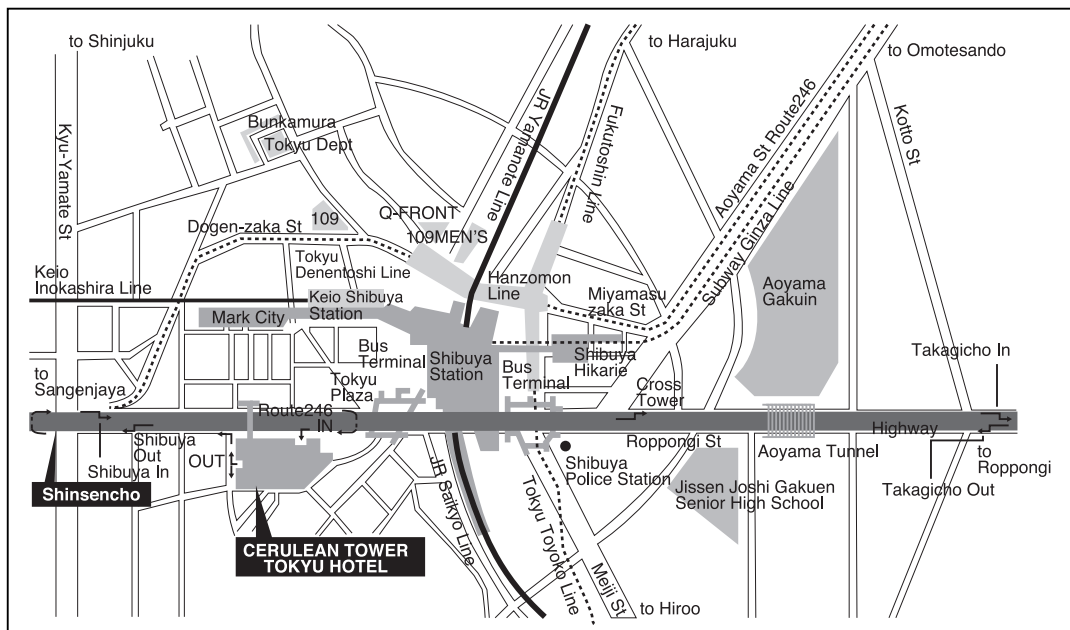 to Shinjuku
to Harajuku
to Omotesando
Kyu-Yamate St
Bunkamura
Tokyu Dept
JR Yamanote Line
Fukutoshin Line
Aoyama St Route246
Subway Ginza Line
Kotto St
Dogen-zaka St
109
Q-FRONT
109MEN'S
Keio
Inokashira Line
Tokyu
Denentoshi Line
Hanzomon
Line
Miyamasu
zaka St
Aoyama
Gakuin
Keio Shibuya
Station
Mark City
Bus
Terminal
Shibuya
Station
Bus
Terminal
Shibuya
Hikarie
to
Sangenjaya
Tokyu
Plaza
Cross
Tower
Takagicho In
Route246
IN
Highway
Shibuya
Out
Shibuya In
OUT
Roppongi St
Aoyama Tunnel
to
Roppongi
Takagicho Out
Shibuya
Police Station
Jissen Joshi Gakuen
Senior High School
Shinsencho
CERULEAN TOWER
TOKYU HOTEL
JR Saikyo Line
Tokyu Toyoko Line
Meiji St
to Hiroo